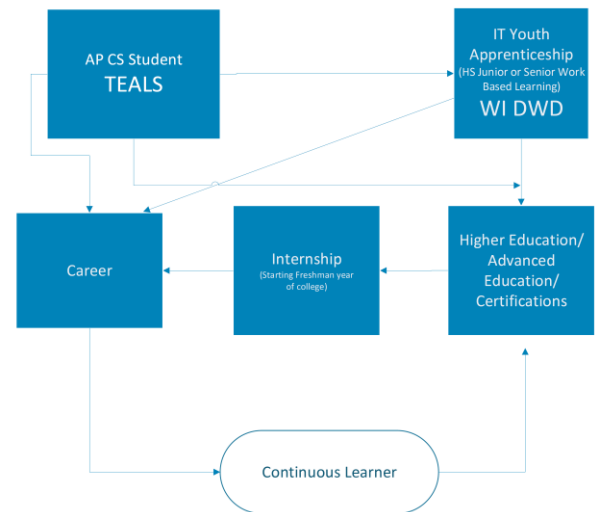 AP CS Student
TEALS
IT Youth
Apprenticeship
(HS Junior or Senior Work
Based Learning)
WI DWD
Career
Internship
(Starting Freshman year
of college)
Higher Education/
Advanced
Education/
Certifications
Continuous Learner